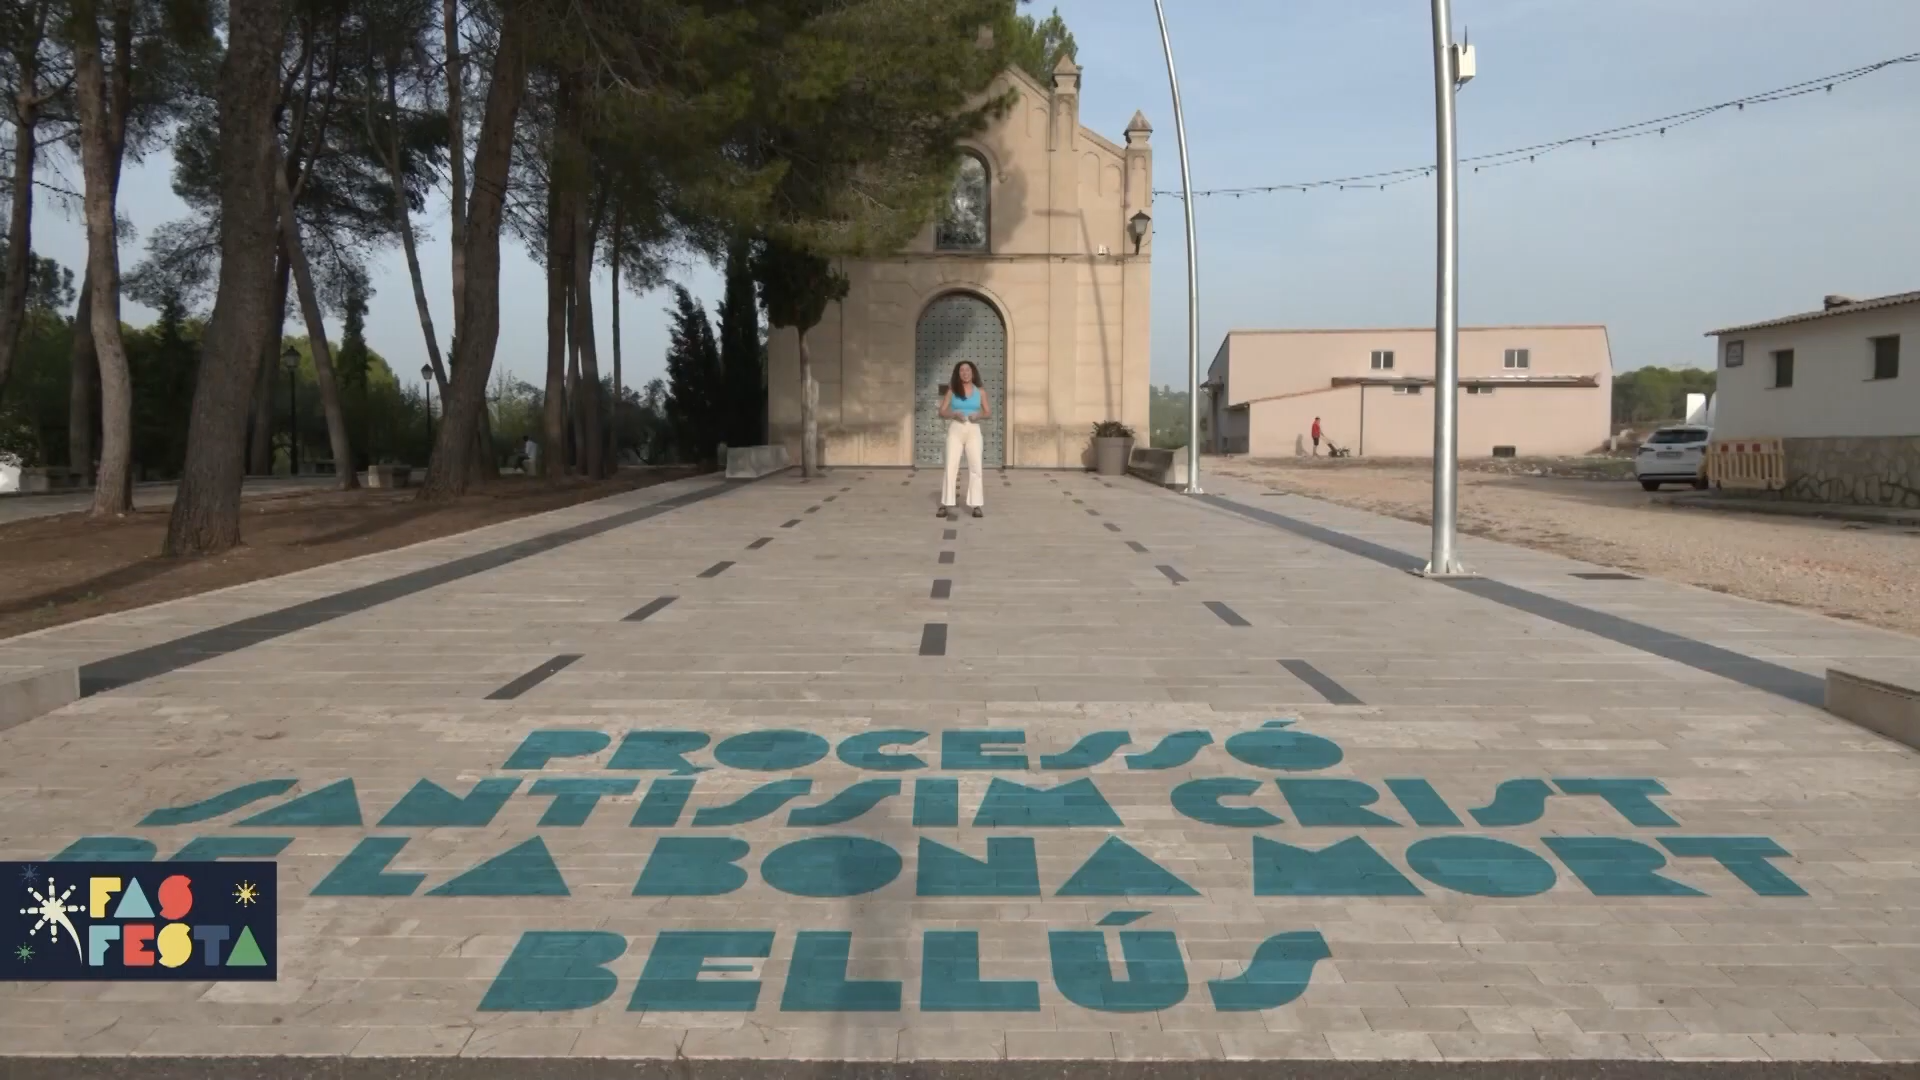 PROCESSÓ
SANTÍSSIM CRIST
DE LA BONA MORT
BELLÚS
FAS
FESTA